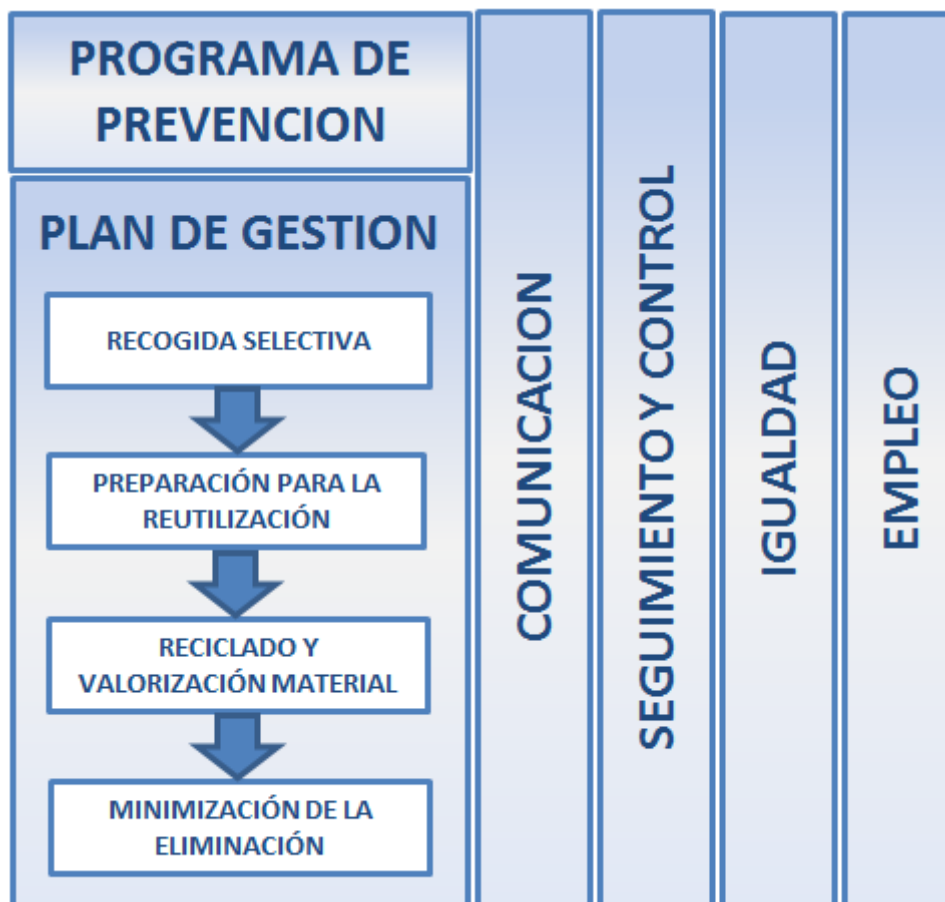 PROGRAMA DE
PREVENCION
PLAN DE GESTION
RECOGIDA SELECTIVA
PREPARACIÓN PARA LA
REUTILIZACIÓN
RECICLADO Y
VALORIZACIÓN MATERIAL
MINIMIZACIÓN DE LA
ELIMINACIÓN
COMUNICACION
SEGUIMIENTO Y CONTROL
IGUALDAD
EMPLEO